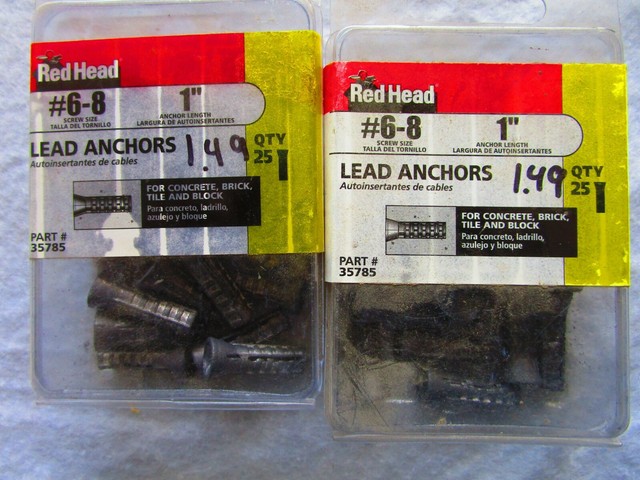 Red Head
#6-8
SCREW SIZE
TALLA DEL TORNILLO
1"
ANCHOR LENGTH
LARGURA DE AUTOINSERTANTES
LEAD ANCHORS 1.49
Autoinsertantes de cables
QTY
25
FOR CONCRETE, BRICK,
TILE AND BLOCK
Para concreto, ladrillo,
azulejo y bloque
PART #
35785
Red Head
#6-8
SCREW SIZE
TALLA DEL TORNILLO
1"
ANCHOR LENGTH
LARGURA DE AUTOINSERTANTES
LEAD ANCHORS 1.49
Autoinsertantes de cables
QTY
25
FOR CONCRETE, BRICK,
TILE AND BLOCK
Para concreto, ladrillo,
azulejo y bloque
PART #
35785